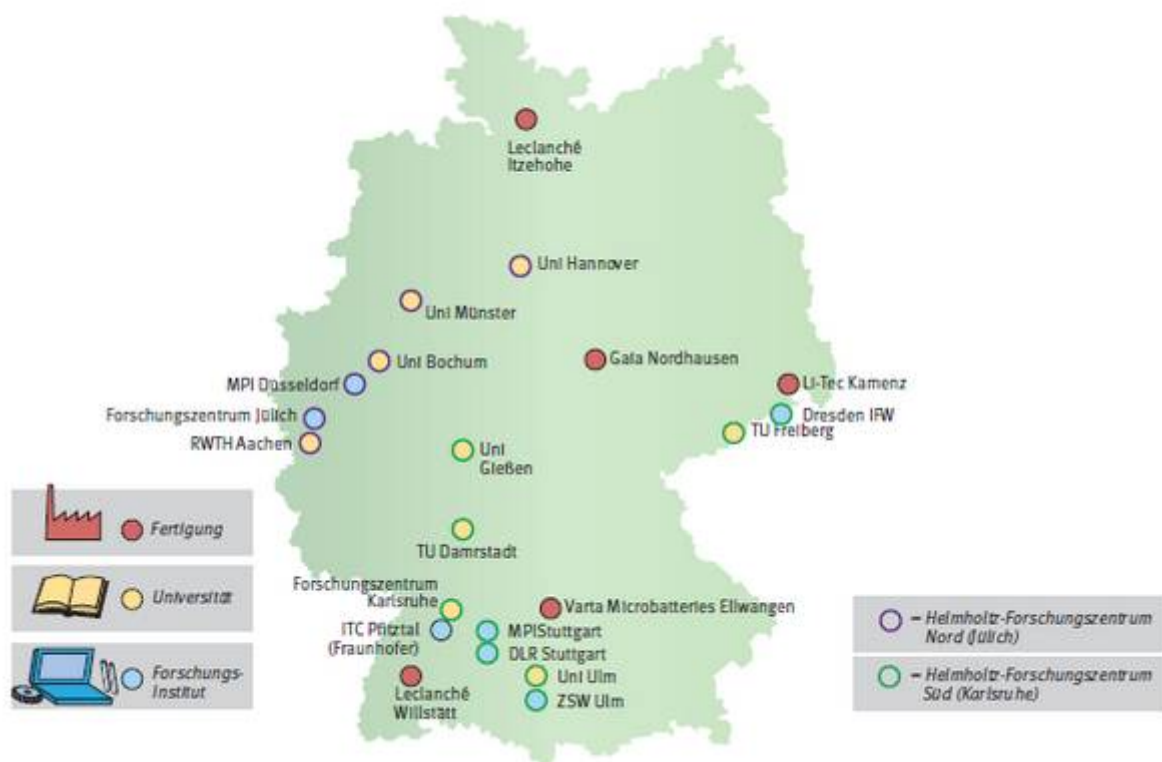 Leclanché
Itzehohe
Uni Hannover
Uni Münster
Uni Bochum
Gaia Nordhausen
MPI Düsseldorf
Li-Tec Kamenz
Forschungszentrum Jülich
Dresden IFW
TU Freiberg
RWTH Aachen
Uni
Gießen
Fertigung
TU Damrstadt
Universität
Forschungszentrum
Karlsruhe
Varta Microbatteries Ellwangen
ITC Pfitztal
(Fraunhofer)
MPIStuttgart
DLR Stuttgart
Forschungs-
Institut
Leclanché
Willstätt
Uni Ulm
ZSW Ulm
= Helmholtz-Forschungszentrum
Nord (Jülich)
= Helmholtz-Forschungszentrum
Süd (Karlsruhe)